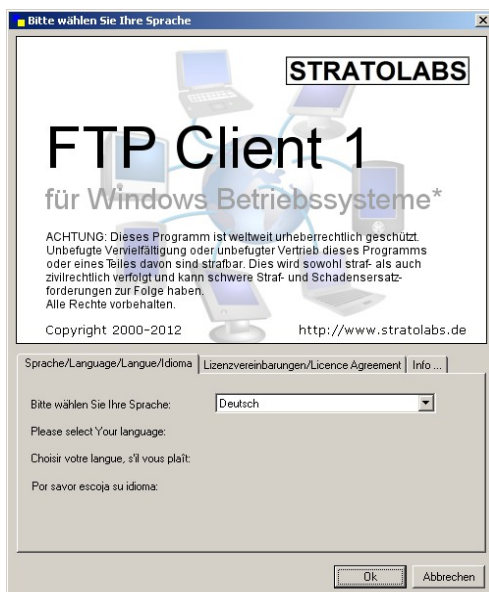 Bitte wählen Sie Ihre Sprache
STRATOLABS
FTP Client 1
für Windows Betriebssysteme*
ACHTUNG: Dieses Programm ist weltweit urheberrechtlich geschützt.
Unbefugte Vervielfältigung oder unbefugter Vertrieb dieses Programms
oder eines Teiles davon sind strafbar. Dies wird sowohl straf- als auch
zivilrechtlich verfolgt und kann schwere Straf- und Schadensersatz-
forderungen zur Folge haben.
Alle Rechte vorbehalten.
Copyright 2000-2012 http://www.stratolabs.de
Sprache/Language/Langue/Idioma Lizenzvereinbarungen/Licence Agreement Info ...
Bitte wählen Sie Ihre Sprache: Deutsch
Please select Your language:
Choisir votre langue, s'il vous plaît:
Por savor escoja su idioma:
Ok Abbrechen